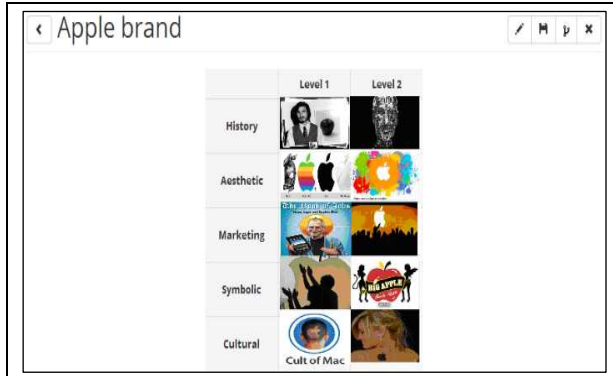 Apple brand
Level 1 Level 2
History
Aesthetic
Marketing
Symbolic
BIG APPLE
Cultural
Cult of Mac